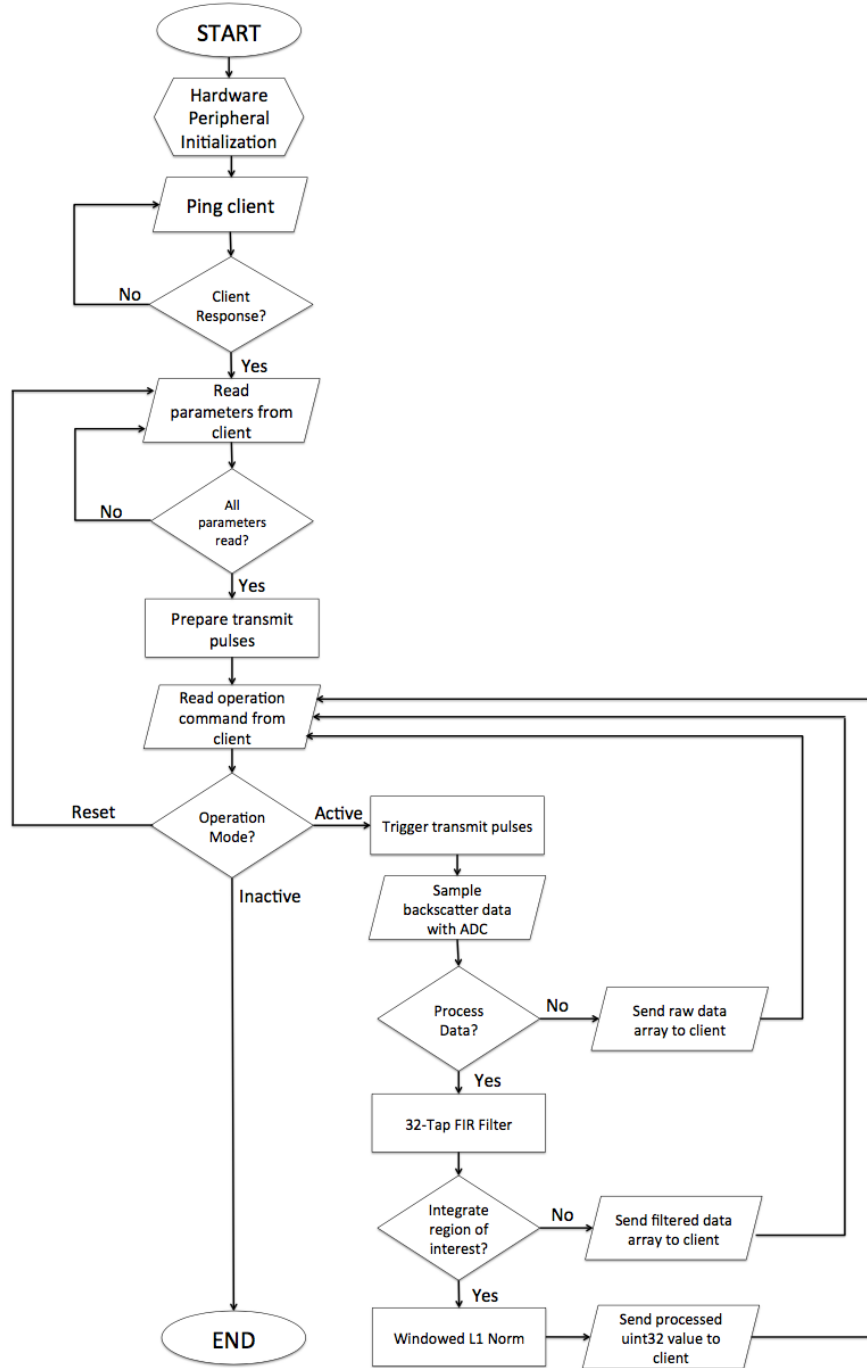 START
Hardware
Peripheral
Initialization
Ping client
No
Client
Response?
Yes
Read
parameters from
client
No
All
parameters
read?
Yes
Prepare transmit
pulses
Read operation
command from
client
Reset
Operation
Mode?
Active
Trigger transmit pulses
Inactive
Sample
backscatter data
with ADC
Process
Data?
No
Send raw data
array to client
Yes
32-Tap FIR Filter
Integrate
region of
interest?
No
Send filtered data
array to client
Yes
Windowed L1 Norm
Send processed
uint32 value to
client
END